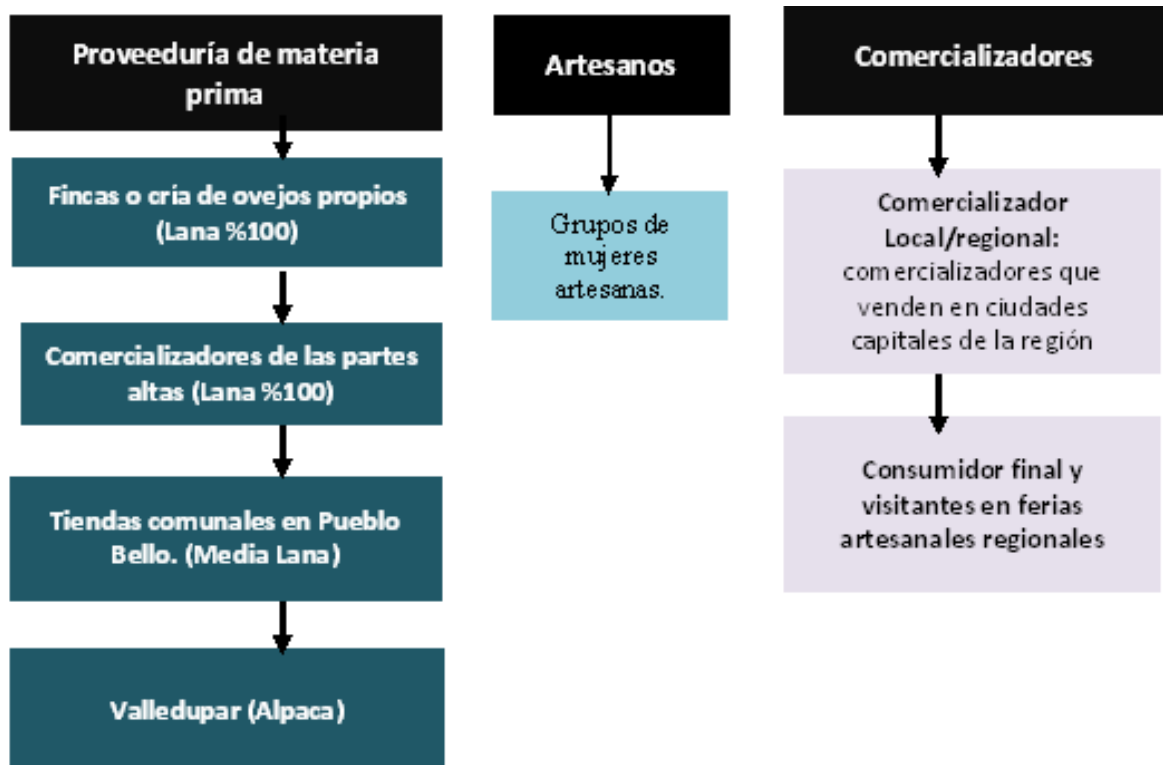 Proveeduría de materia
prima
Fincas o cría de ovejos propios
(Lana %100)
Comercializadores de las partes
altas (Lana %100)
Tiendas comunales en Pueblo
Bello. (Media Lana)
Valledupar (Alpaca)
Artesanos
Grupos de
mujeres
artesanas.
Comercializadores
Comercializador
Local/regional:
comercializadores que
venden en ciudades
capitales de la región
Consumidor final y
visitantes en ferias
artesanales regionales